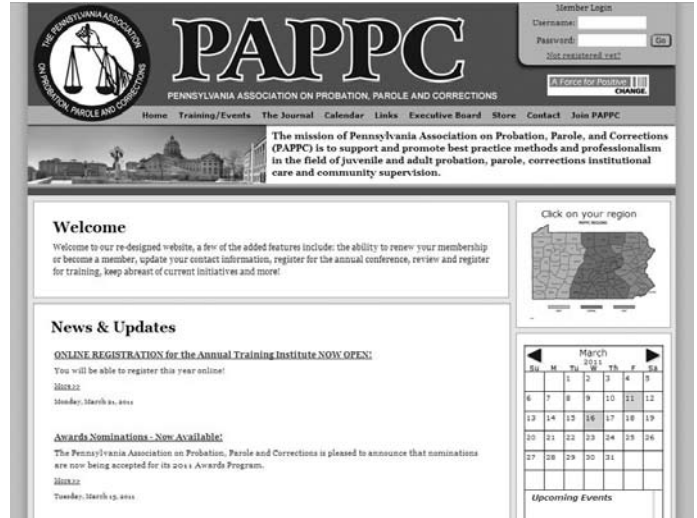 Member Login
Username:
Password:
Go
Not registered yet?
THE PENNSYLVANIA ASSOCIATION
ON PROBATION, PAROLE AND CORRECTIONS
PAPPC
PENNSYLVANIA ASSOCIATION ON PROBATION, PAROLE AND CORRECTIONS
A Force for Positive
CHANGE.
Home Training/Events The Journal Calendar Links Executive Board Store Contact Join PAPPC
The mission of Pennsylvania Association on Probation, Parole, and Corrections
(PAPPC) is to support and promote best practice methods and professionalism
in the field of juvenile and adult probation, parole, corrections institutional
care and community supervision.
Welcome
Welcome to our re-designed website, a few of the added features include: the ability to renew your membership
or become a member, update your contact information, register for the annual conference, review and register
for training, keep abreast of current initiatives and more!
Click on your region
PAPPC REGIONS
News & Updates
ONLINE REGISTRATION for the Annual Training Institute NOW OPEN!
You will be able to register this year online!
More>>
Monday, March 21, 2011
Awards Nominations - Now Available!
The Pennsylvania Association on Probation, Parole and Corrections is pleased to announce that nominations
are now being accepted for its 2011 Awards Program.
More>>
Tuesday, March 15, 2011
March
2011
Su M Tu W Th F Sa
1 2 3 4 5
6 7 8 9 10 11 12
13 14 15 16 17 18 19
20 21 22 23 24 25 26
27 28 29 30 31
Upcoming Events